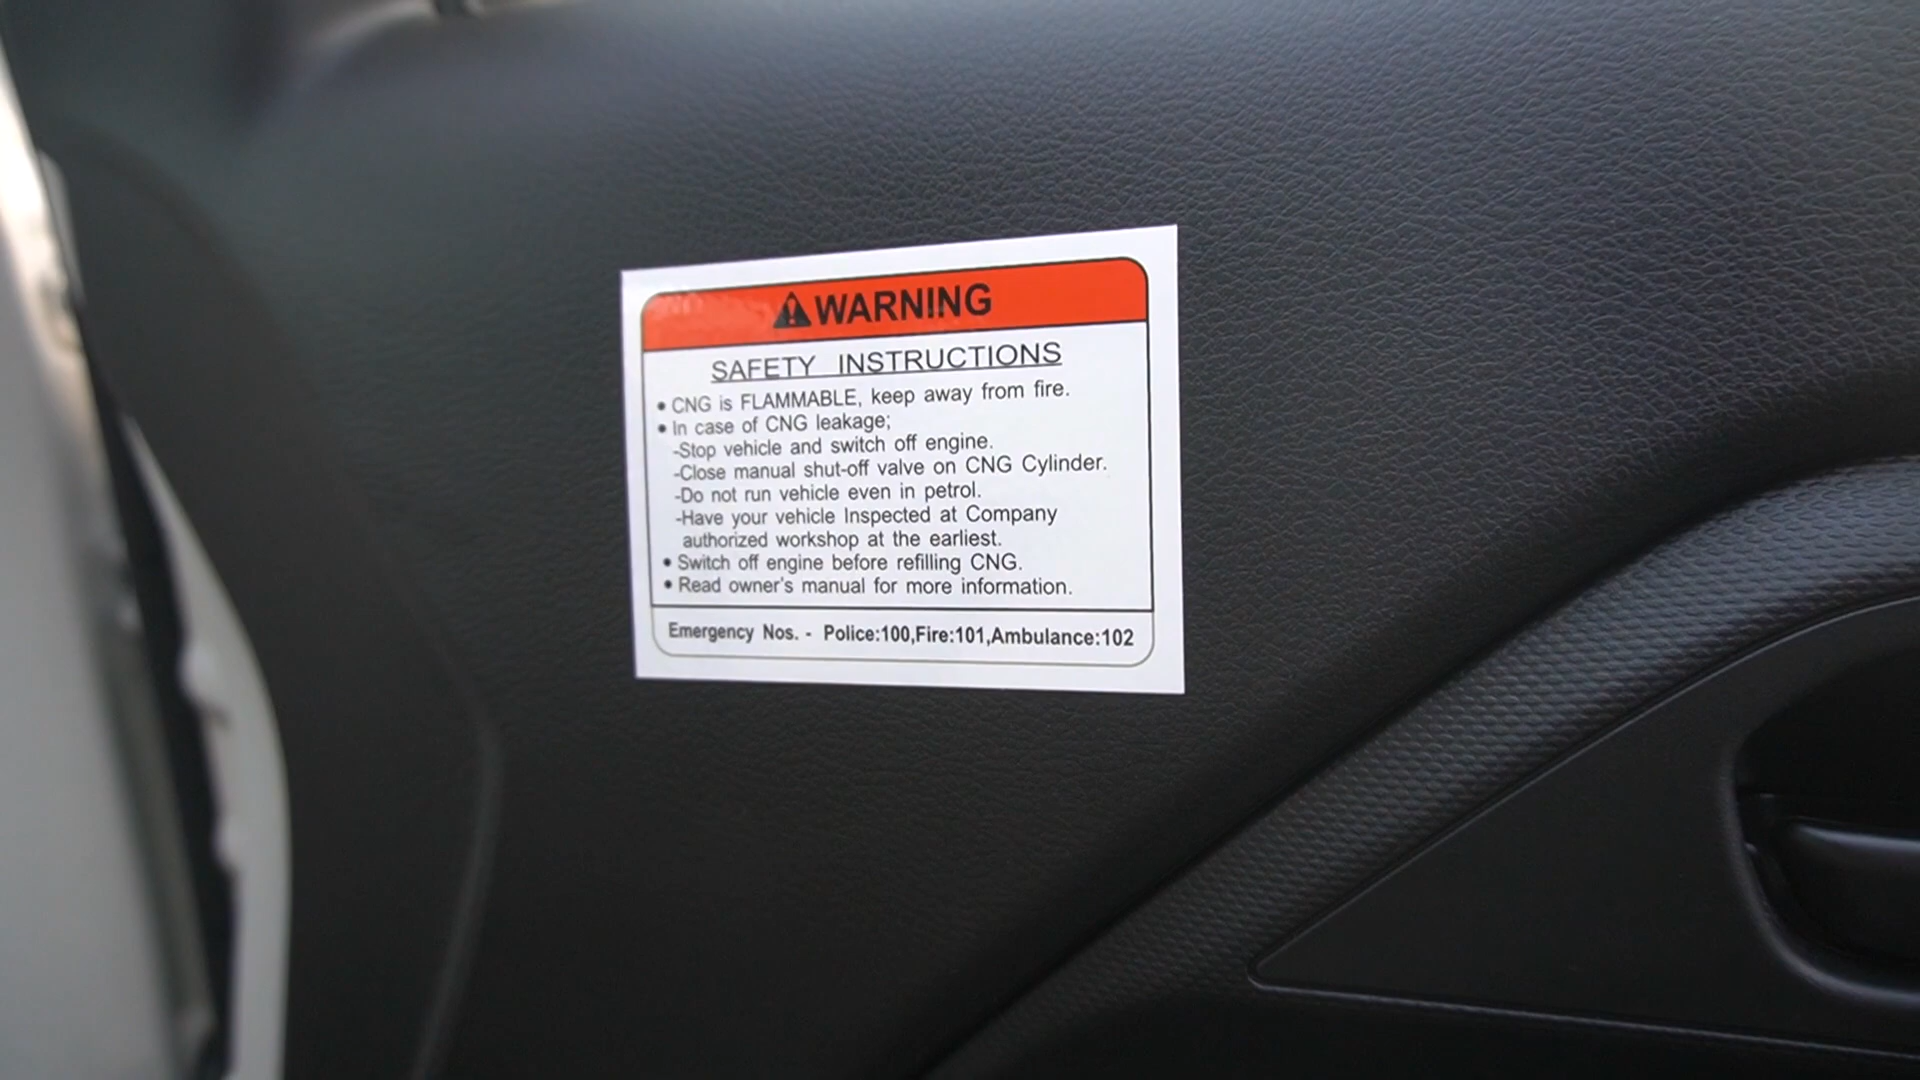 WARNING
SAFETY INSTRUCTIONS
• CNG is FLAMMABLE, keep away from fire.
• In case of CNG leakage;
-Stop vehicle and switch off engine.
-Close manual shut-off valve on CNG Cylinder.
-Do not run vehicle even in petrol.
-Have your vehicle Inspected at Company
authorized workshop at the earliest.
• Switch off engine before refilling CNG.
• Read owner's manual for more information.
Emergency Nos. - Police:100,Fire:101,Ambulance:102